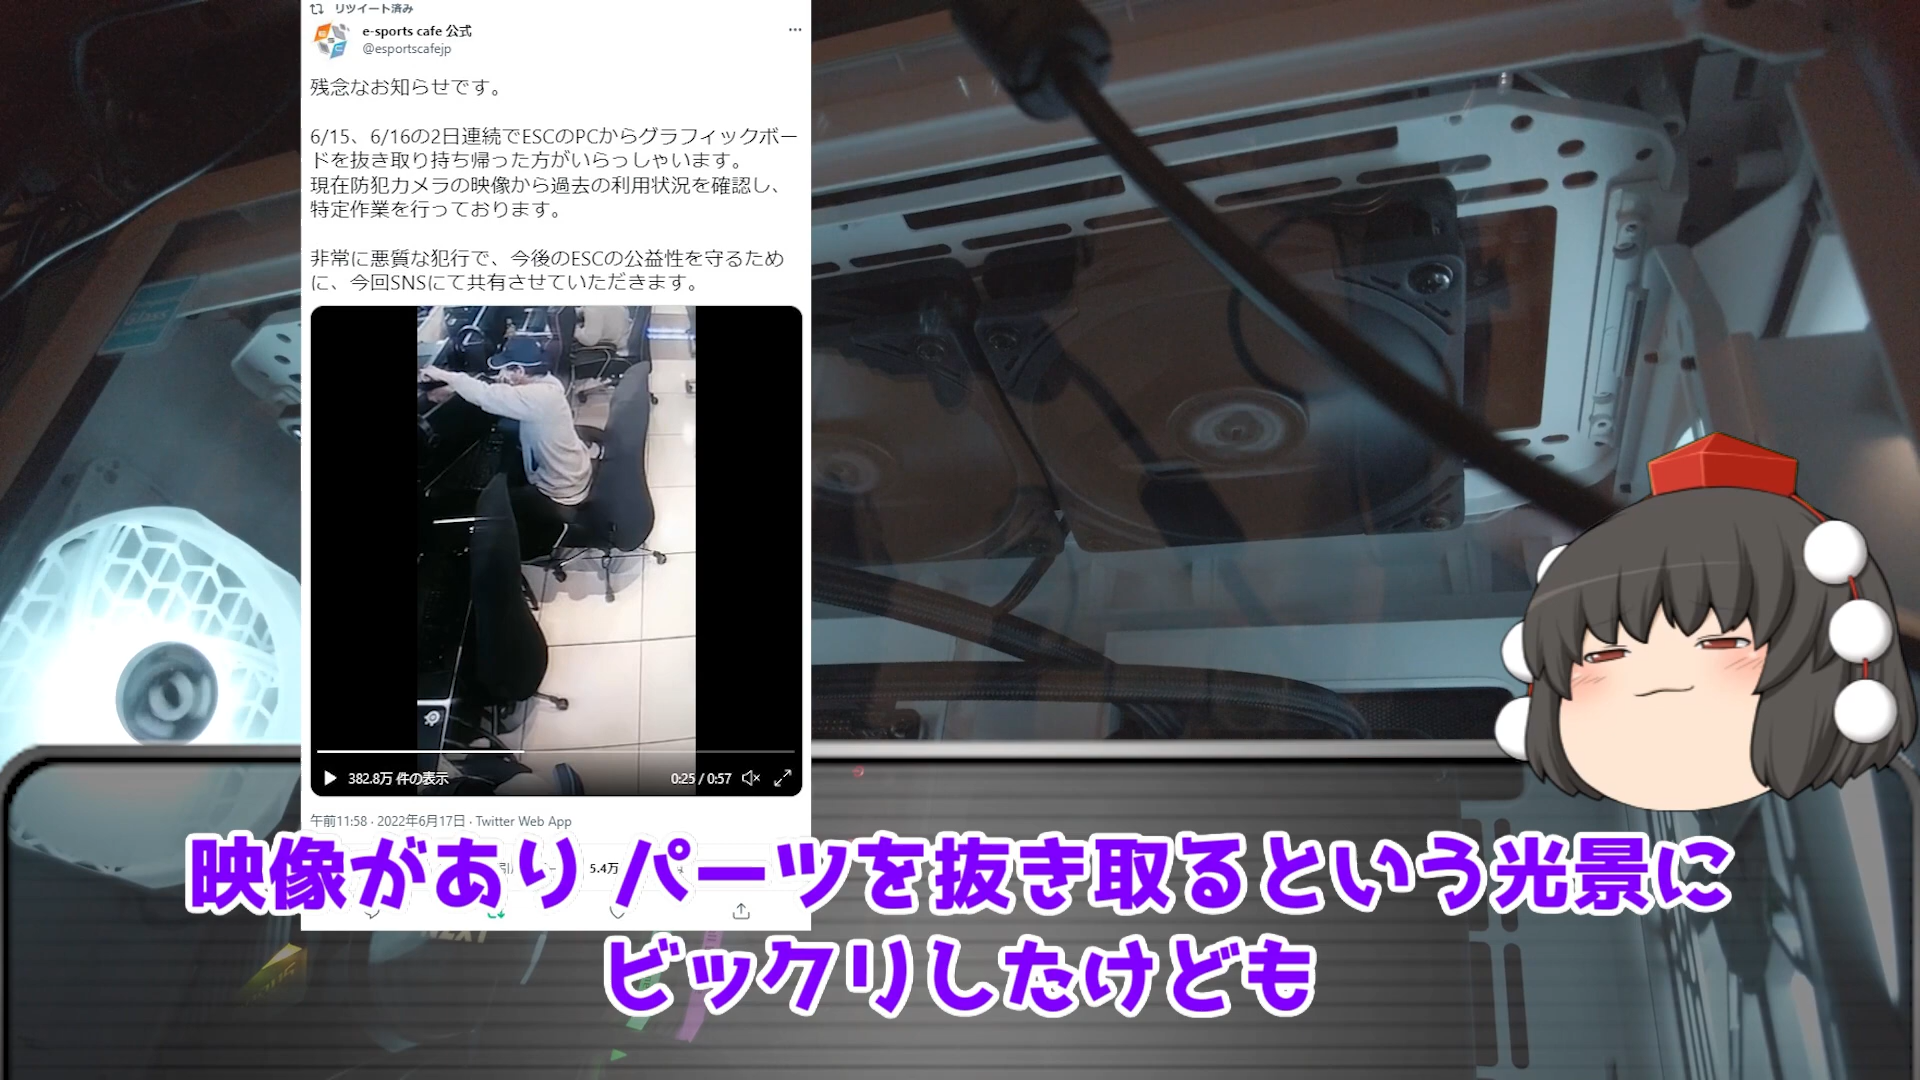 リツイート済み
e-sports cafe 公式
@esportscafejp
残念なお知らせです。
6/15、6/16の2日連続でESCのPCからグラフィックボー
ドを抜き取り持ち帰った方がいらっしゃいます。
現在防犯カメラの映像から過去の利用状況を確認し、
特定作業を行っております。
非常に悪質な犯行で、今後のESCの公益性を守るため
に、今回SNSにて共有させていただきます。
382.8万 件の表示
0:25 / 0:57
午前11:58 · 2022年6月17日 · Twitter Web App
5.4万
映像があり パーツを抜き取るという光景に
ビックリしたけども